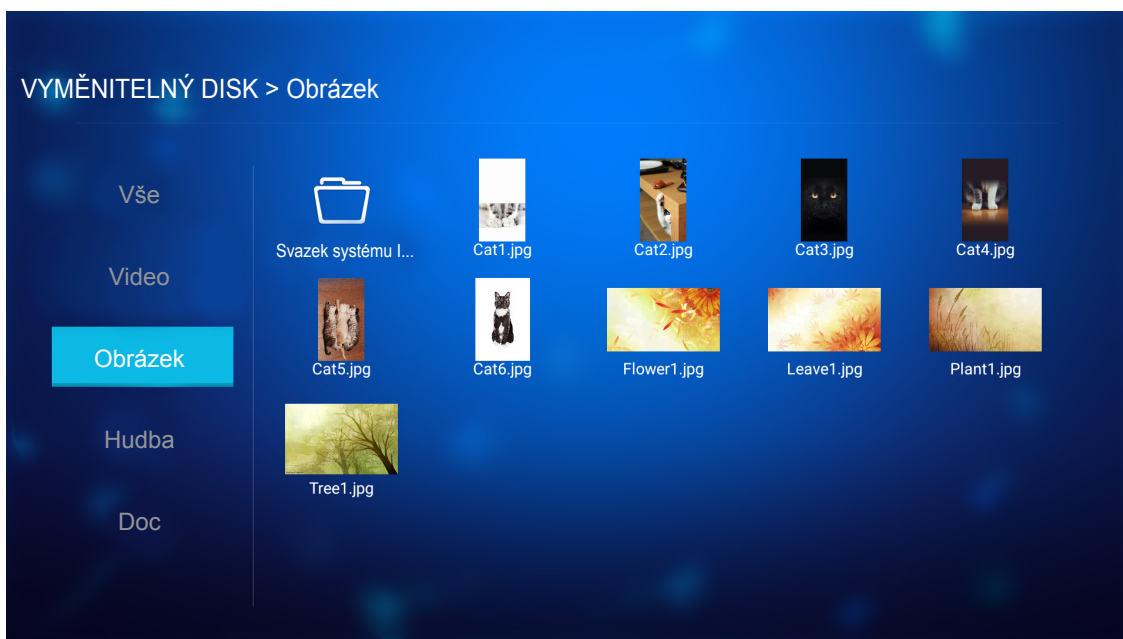 VYMĚNITELNÝ DISK > Obrázek
Vše
Video
Obrázek
Hudba
Doc
Svazek systému I...
Cat1.jpg
Cat2.jpg
Cat3.jpg
Cat4.jpg
Cat5.jpg
Cat6.jpg
Flower1.jpg
Leave1.jpg
Plant1.jpg
Tree1.jpg